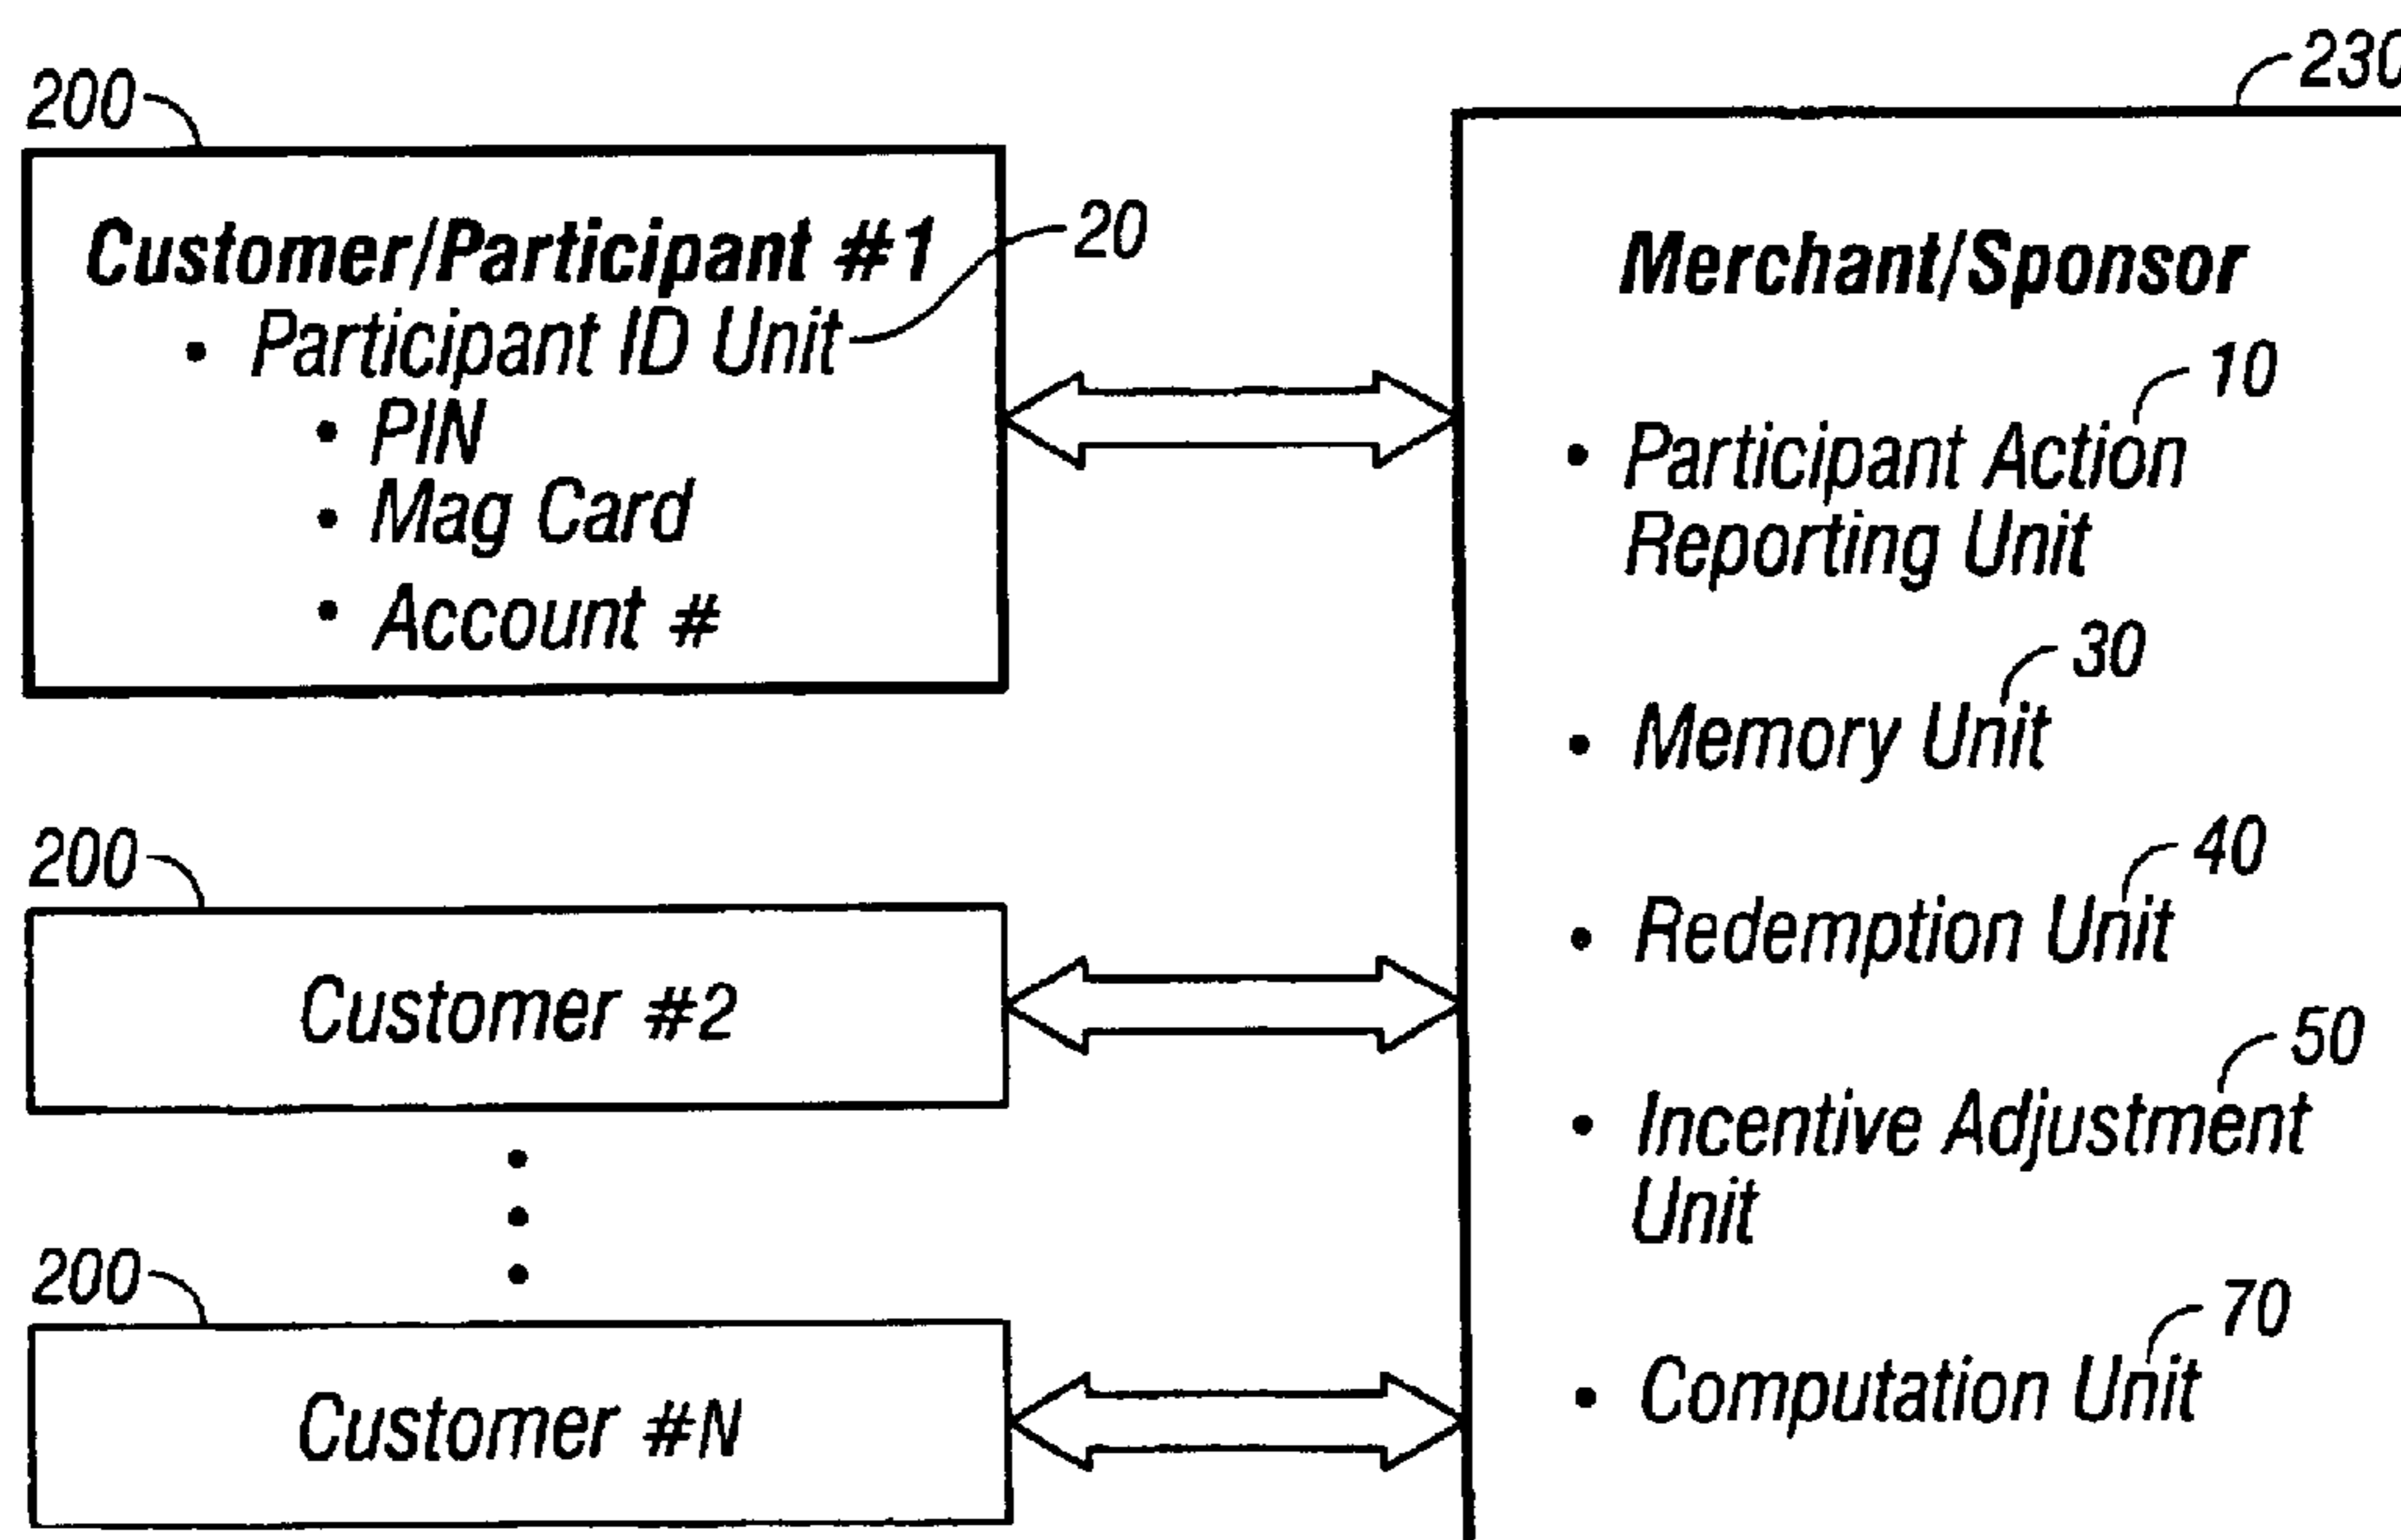 200
Customer/Participant #1
20
• Participant ID Unit
• PIN
• Mag Card
• Account #
200
Customer #2
200
Customer #N
230
Merchant/Sponsor
10
• Participant Action
Reporting Unit
30
• Memory Unit
40
• Redemption Unit
50
• Incentive Adjustment
Unit
70
• Computation Unit